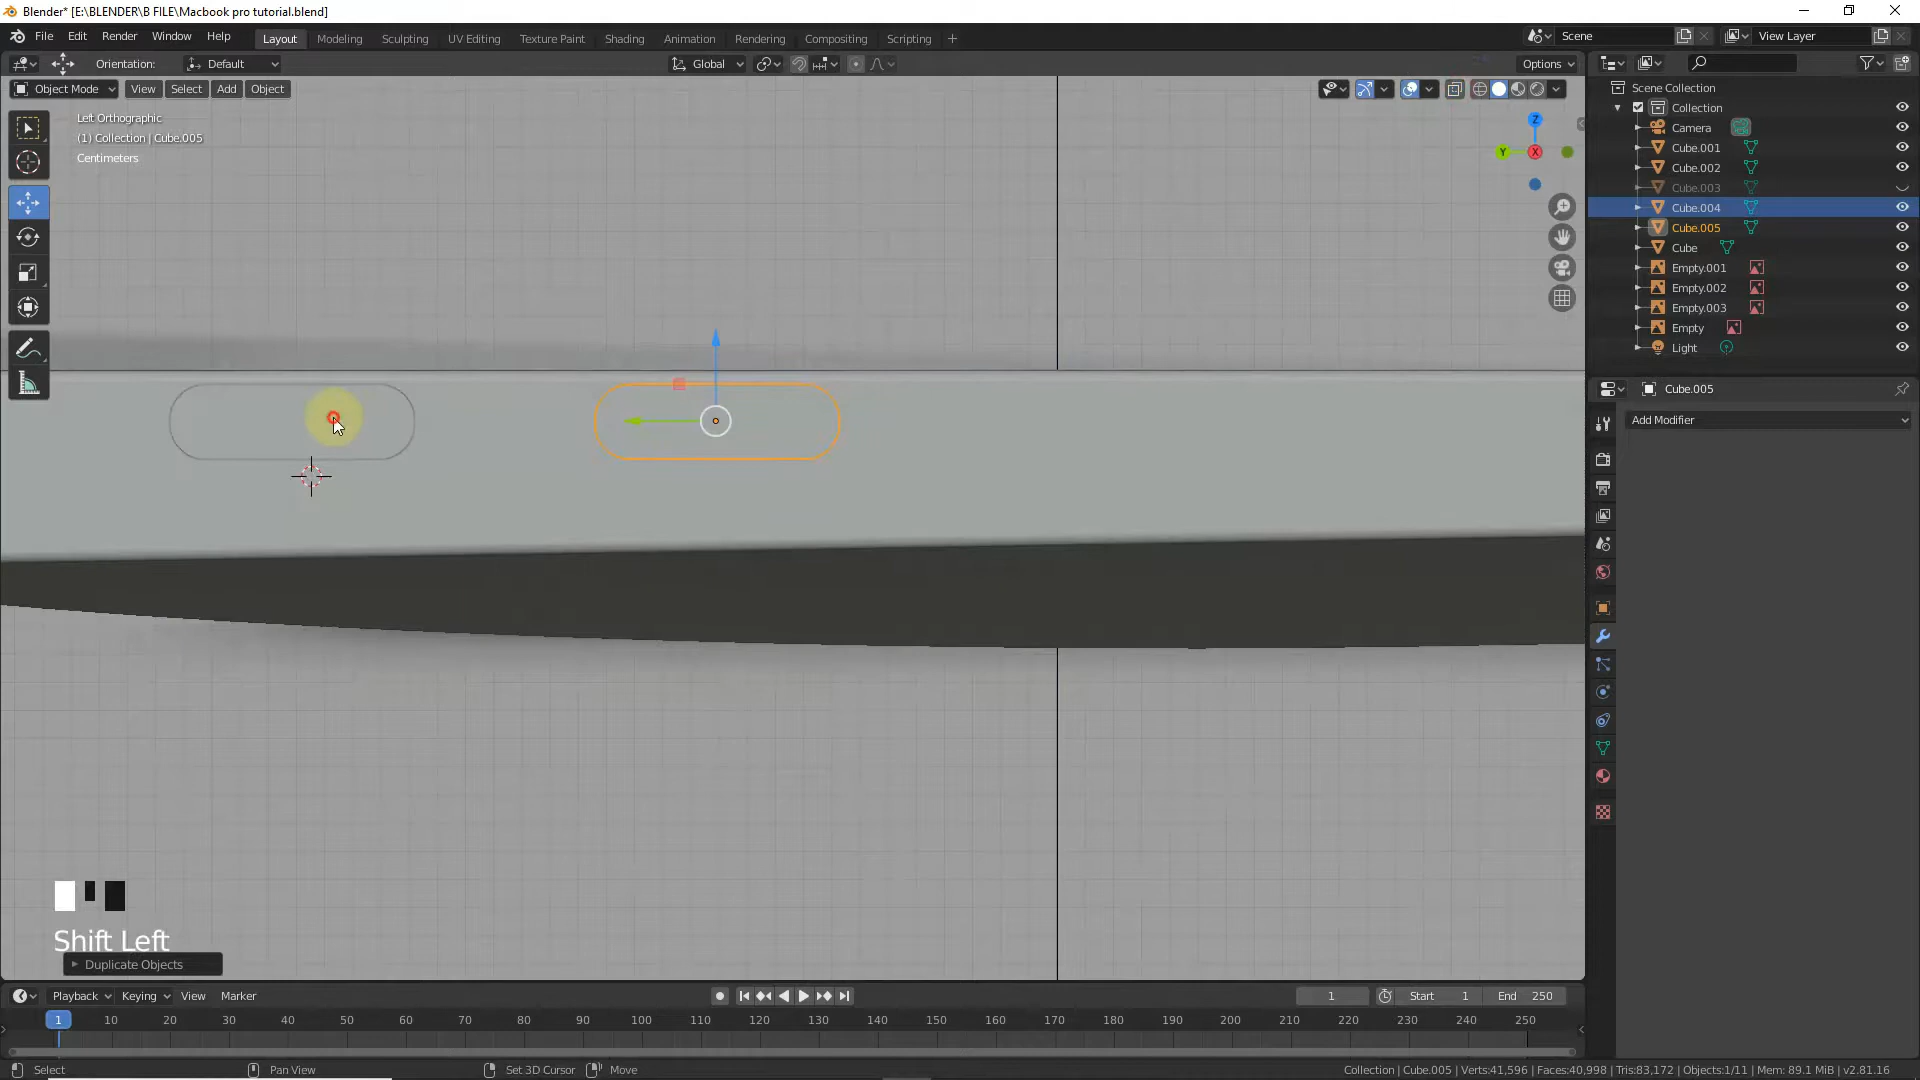 Blender* [E:\BLENDER\B FILE\Macbook pro tutorial.blend]
File Edit Render Window Help Layout Modeling Sculpting UV Editing Texture Paint Shading Animation Rendering Compositing Scripting + Scene View Layer
Orientation: Default Global Options
Object Mode View Select Add Object
Left Orthographic
(1) Collection | Cube.005
Centimeters
Z
Y
X
Scene Collection
Collection
Camera
Cube.001
Cube.002
Cube.003
Cube.004
Cube.005
Cube
Empty.001
Empty.002
Empty.003
Empty
Light
Cube.005
Add Modifier
Shift Left
Duplicate Objects
Playback Keying View Marker 1 Start 1 End 250
1 10 20 30 40 50 60 70 80 90 100 110 120 130 140 150 160 170 180 190 200 210 220 230 240 250
Select Pan View Set 3D Cursor Move Collection | Cube.005 | Verts:41,596 | Faces:40,998 | Tris:83,172 | Objects:1/11 | Mem: 89.1 MiB | v2.81.16